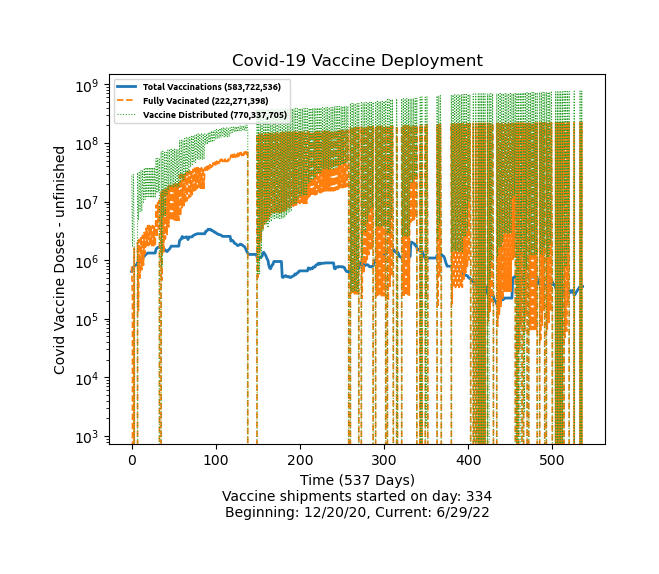 Covid-19 Vaccine Deployment
10⁹
10⁸
10⁷
10⁶
10⁵
10⁴
10³
Covid Vaccine Doses - unfinished
Total Vaccinations (583,722,536)
Fully Vacinated (222,271,398)
Vaccine Distributed (770,337,705)
0 100 200 300 400 500
Time (537 Days)
Vaccine shipments started on day: 334
Beginning: 12/20/20, Current: 6/29/22